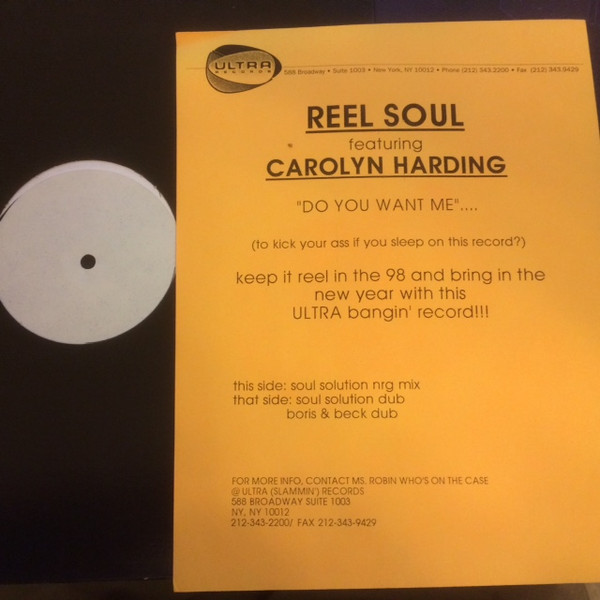 ULTRA
RECORDS
588 Broadway • Suite 1003 • New York, NY 10012 • Phone (212) 343.2200 • Fax (212) 343.9429
REEL SOUL
featuring
CAROLYN HARDING
"DO YOU WANT ME"....
(to kick your ass if you sleep on this record?)
keep it reel in the 98 and bring in the
new year with this
ULTRA bangin' record!!!
this side: soul solution nrg mix
that side: soul solution dub
boris & beck dub
FOR MORE INFO, CONTACT MS. ROBIN WHO'S ON THE CASE
@ ULTRA (SLAMMIN') RECORDS
588 BROADWAY SUITE 1003
NY, NY 10012
212-343-2200/ FAX 212-343-9429